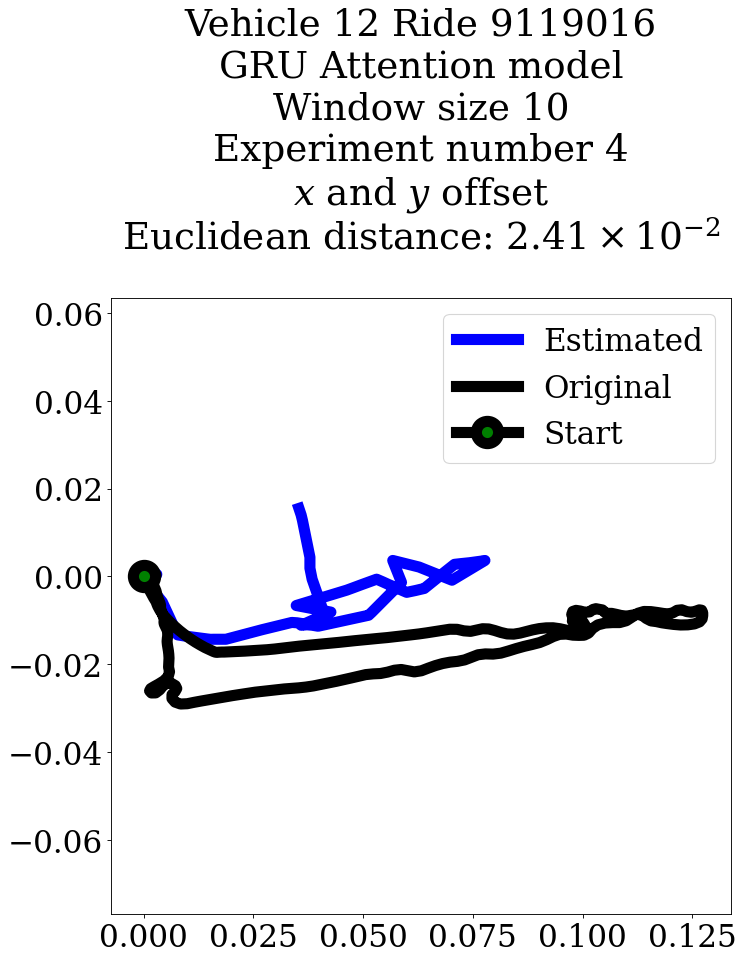 Vehicle 12 Ride 9119016
GRU Attention model
Window size 10
Experiment number 4
x and y offset
Euclidean distance: 2.41 × 10⁻²
Estimated
Original
Start
0.06
0.04
0.02
0.00
−0.02
−0.04
−0.06
0.000 0.025 0.050 0.075 0.100 0.125